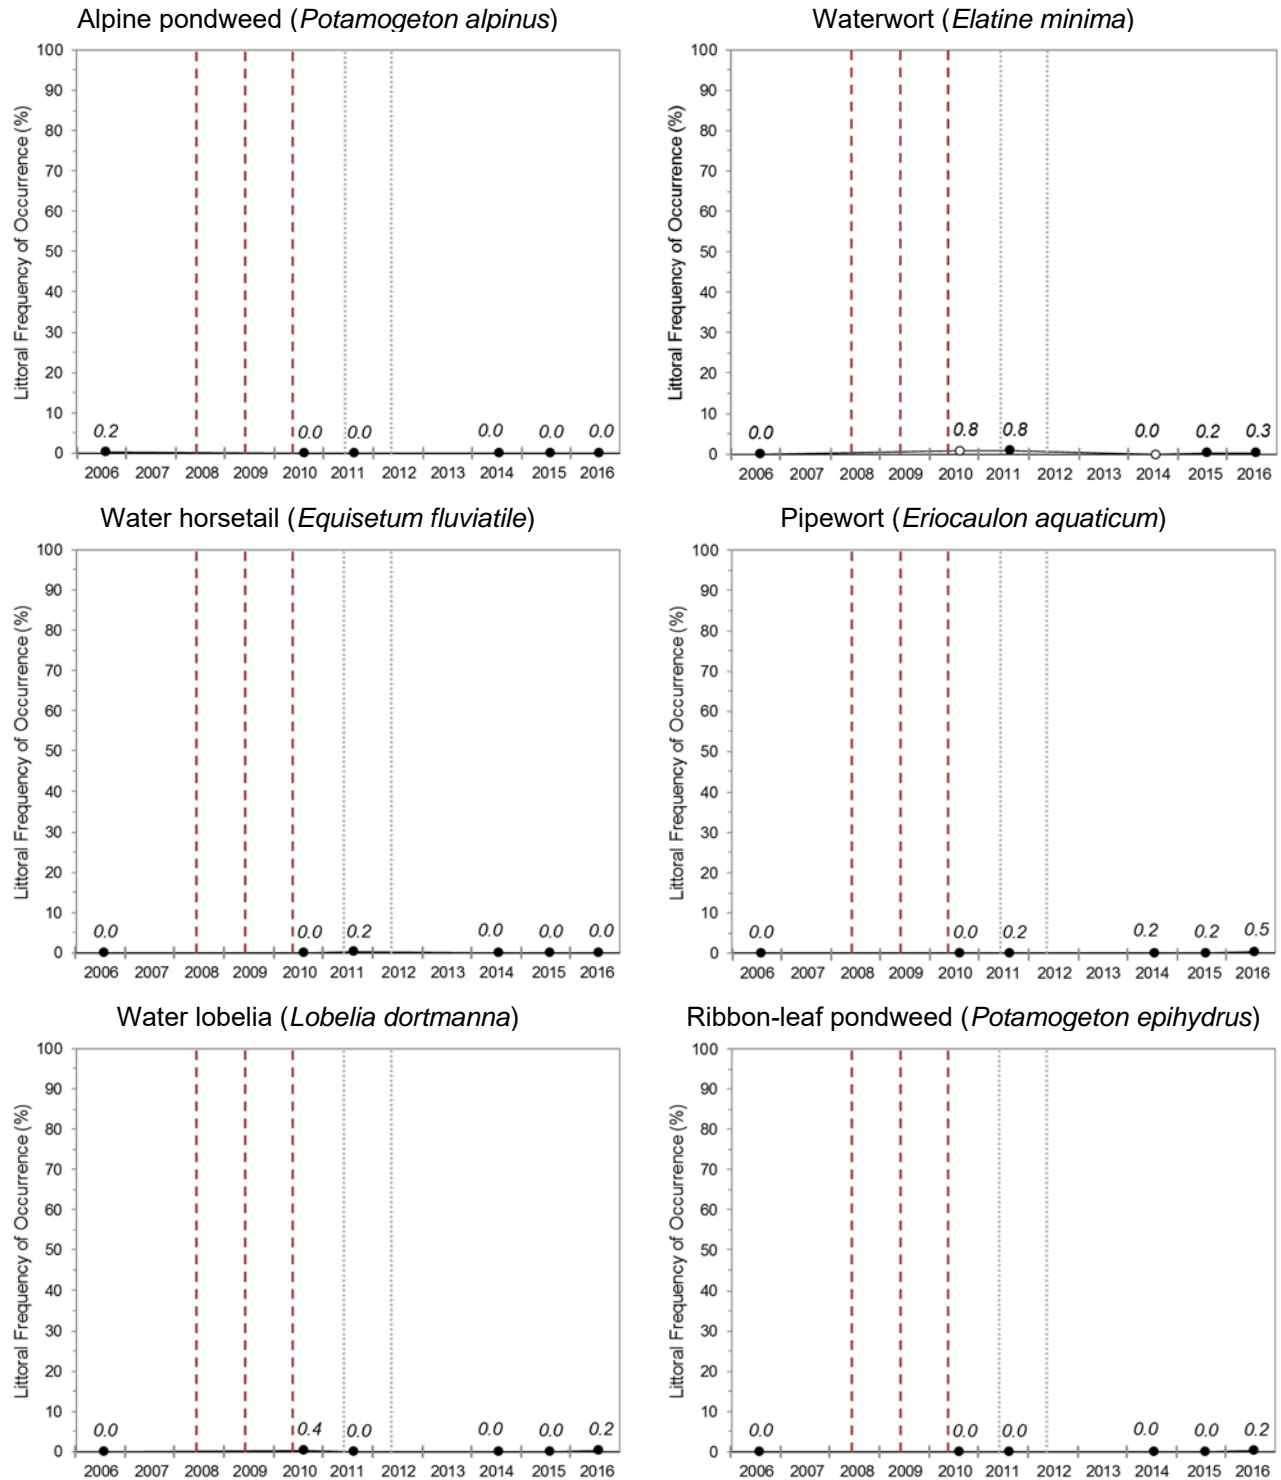 Alpine pondweed (Potamogeton alpinus)
Littoral Frequency of Occurrence (%)
100
90
80
70
60
50
40
30
20
10
0
0.2 0.0 0.0 0.0 0.0 0.0
2006 2007 2008 2009 2010 2011 2012 2013 2014 2015 2016
Waterwort (Elatine minima)
Littoral Frequency of Occurrence (%)
100
90
80
70
60
50
40
30
20
10
0
0.0 0.8 0.8 0.0 0.2 0.3
2006 2007 2008 2009 2010 2011 2012 2013 2014 2015 2016
Water horsetail (Equisetum fluviatile)
Littoral Frequency of Occurrence (%)
100
90
80
70
60
50
40
30
20
10
0
0.0 0.0 0.2 0.0 0.0 0.0
2006 2007 2008 2009 2010 2011 2012 2013 2014 2015 2016
Pipewort (Eriocaulon aquaticum)
Littoral Frequency of Occurrence (%)
100
90
80
70
60
50
40
30
20
10
0
0.0 0.0 0.2 0.2 0.2 0.5
2006 2007 2008 2009 2010 2011 2012 2013 2014 2015 2016
Water lobelia (Lobelia dortmanna)
Littoral Frequency of Occurrence (%)
100
90
80
70
60
50
40
30
20
10
0
0.0 0.4 0.0 0.0 0.0 0.2
2006 2007 2008 2009 2010 2011 2012 2013 2014 2015 2016
Ribbon-leaf pondweed (Potamogeton epihydrus)
Littoral Frequency of Occurrence (%)
100
90
80
70
60
50
40
30
20
10
0
0.0 0.0 0.0 0.0 0.0 0.2
2006 2007 2008 2009 2010 2011 2012 2013 2014 2015 2016